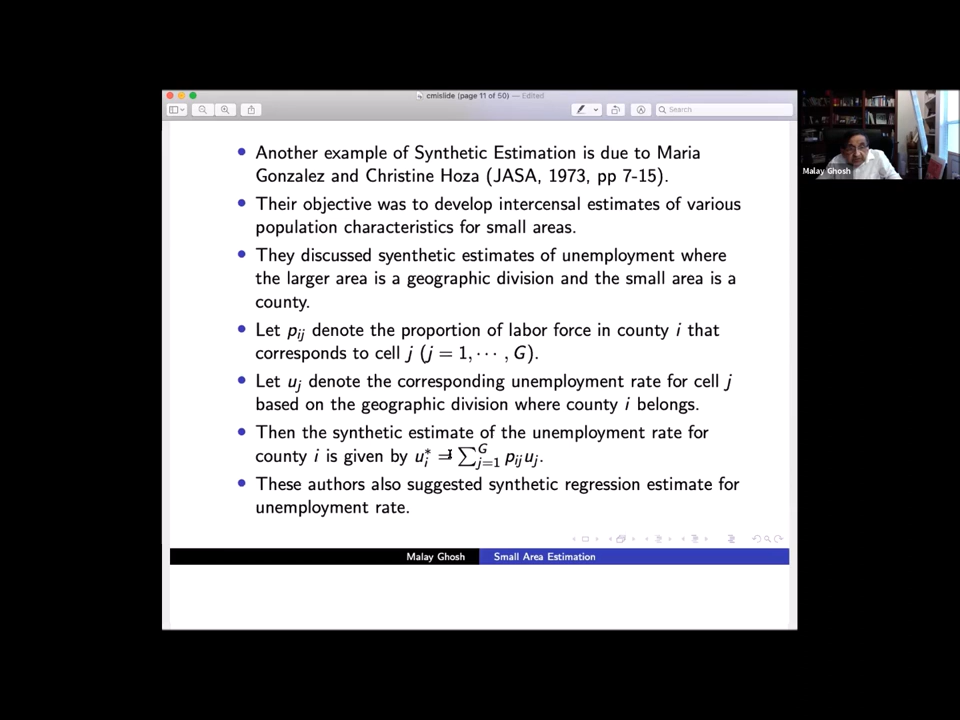 cmislide (page 11 of 50) — Edited
Search
• Another example of Synthetic Estimation is due to Maria
Gonzalez and Christine Hoza (JASA, 1973, pp 7-15).
• Their objective was to develop intercensal estimates of various
population characteristics for small areas.
• They discussed syenthetic estimates of unemployment where
the larger area is a geographic division and the small area is a
county.
• Let p_{ij} denote the proportion of labor force in county i that
corresponds to cell j (j = 1, ··· , G).
• Let u_j denote the corresponding unemployment rate for cell j
based on the geographic division where county i belongs.
• Then the synthetic estimate of the unemployment rate for
county i is given by u_i^* = ∑_{j=1}^{G} p_{ij} u_j.
• These authors also suggested synthetic regression estimate for
unemployment rate.
Malay Ghosh Small Area Estimation
Malay Ghosh